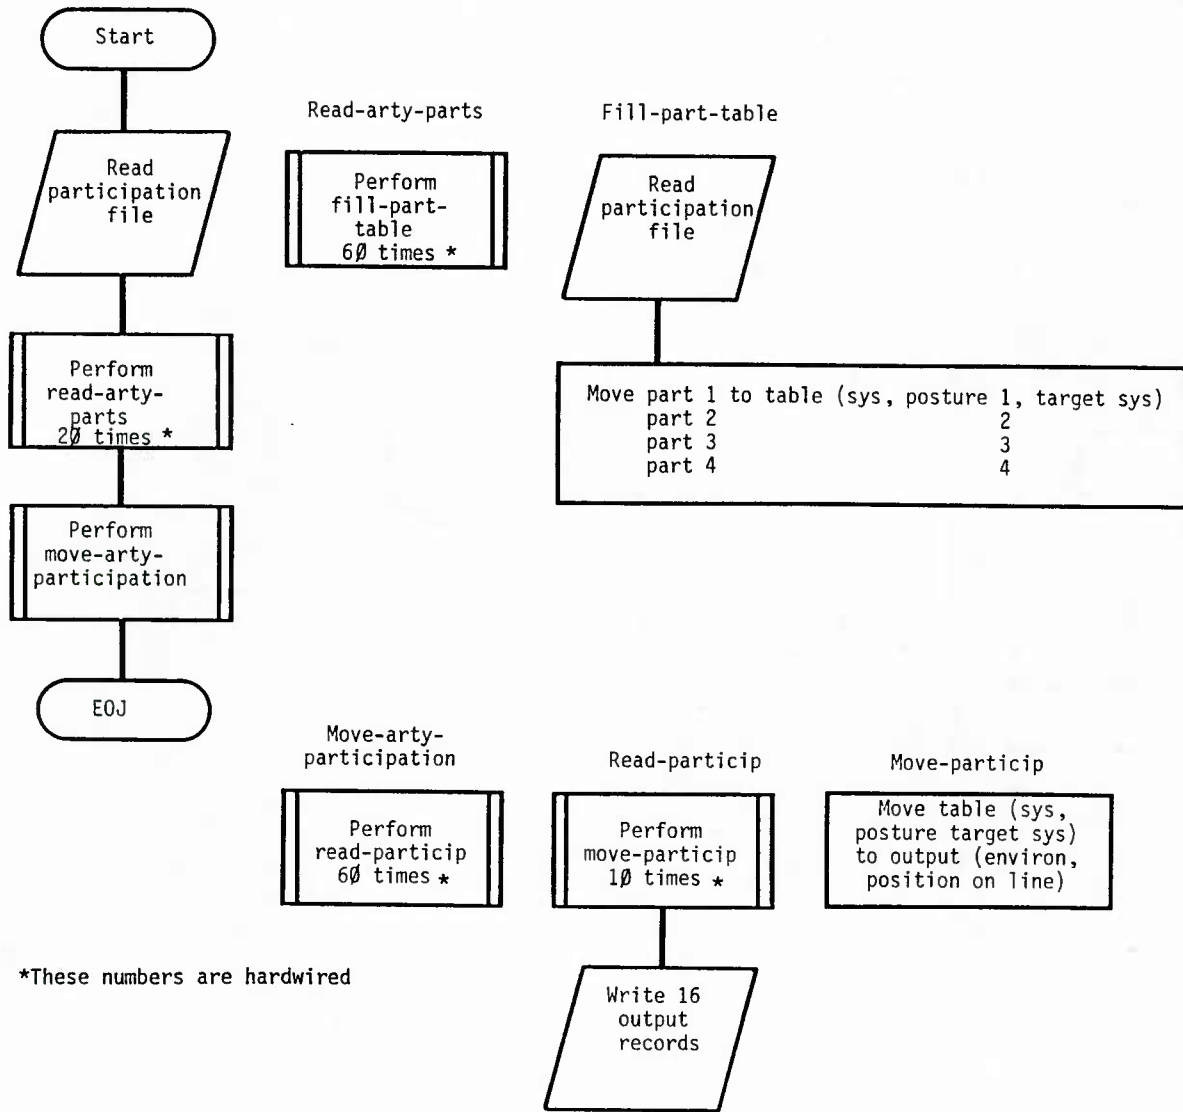 Start
Read
participation
file
Perform
read-arty-
parts
20 times *
Perform
move-arty-
participation
EOJ
Read-arty-parts
Perform
fill-part-
table
60 times *
Fill-part-table
Read
participation
file
Move part 1 to table (sys, posture 1, target sys)
part 2 2
part 3 3
part 4 4
Move-arty-
participation
Perform
read-particip
60 times *
Read-particip
Perform
move-particip
10 times *
Write 16
output
records
Move-particip
Move table (sys,
posture target sys)
to output (environ,
position on line)
*These numbers are hardwired